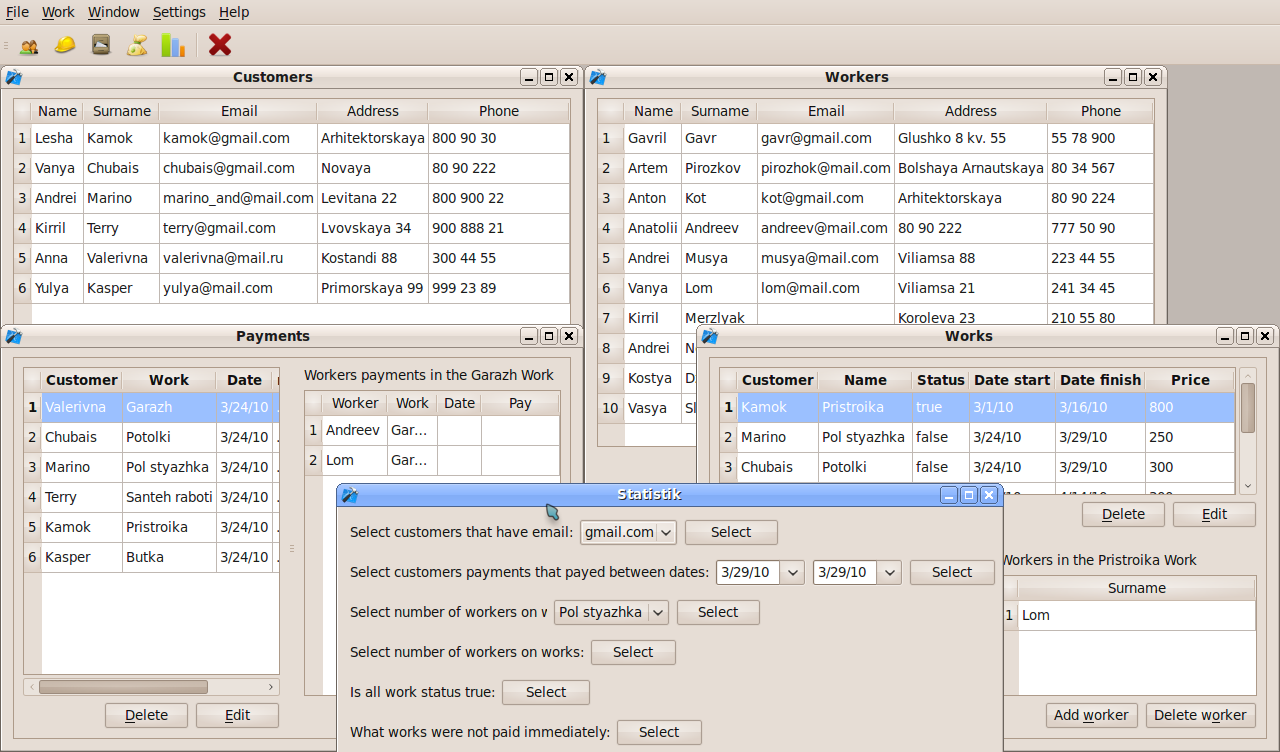 File Work Window Settings Help
Customers
Name Surname Email Address Phone
1 Lesha Kamok kamok@gmail.com Arhitektorskaya 800 90 30
2 Vanya Chubais chubais@gmail.com Novaya 80 90 222
3 Andrei Marino marino_and@mail.com Levitana 22 800 900 22
4 Kirril Terry terry@gmail.com Lvovskaya 34 900 888 21
5 Anna Valerivna valerivna@mail.ru Kostandi 88 300 44 55
6 Yulya Kasper yulya@mail.com Primorskaya 99 999 23 89
Workers
Name Surname Email Address Phone
1 Gavril Gavr gavr@gmail.com Glushko 8 kv. 55 55 78 900
2 Artem Pirozkov pirozhok@mail.com Bolshaya Arnautskaya 80 34 567
3 Anton Kot kot@gmail.com Arhitektorskaya 80 90 224
4 Anatolii Andreev andreev@mail.com 80 90 222 777 50 90
5 Andrei Musya musya@mail.com Viliamsa 88 223 44 55
6 Vanya Lom lom@mail.com Viliamsa 21 241 34 45
7 Kirril Merzlyak Koroleva 23 210 55 80
8 Andrei
9 Kostya
10 Vasya
Payments
Customer Work Date
1 Valerivna Garazh 3/24/10
2 Chubais Potolki 3/24/10
3 Marino Pol styazhka 3/24/10
4 Terry Santeh raboti 3/24/10
5 Kamok Pristroika 3/24/10
6 Kasper Butka 3/24/10
Delete Edit
Workers payments in the Garazh Work
Worker Work Date Pay
1 Andreev Gar...
2 Lom Gar...
Works
Customer Name Status Date start Date finish Price
1 Kamok Pristroika true 3/1/10 3/16/10 800
2 Marino Pol styazhka false 3/24/10 3/29/10 250
3 Chubais Potolki false 3/24/10 3/29/10 300
Delete Edit
Workers in the Pristroika Work
Surname
1 Lom
Add worker Delete worker
Statistik
Select customers that have email: gmail.com Select
Select customers payments that payed between dates: 3/29/10 3/29/10 Select
Select number of workers on Pol styazhka Select
Select number of workers on works: Select
Is all work status true: Select
What works were not paid immediately: Select